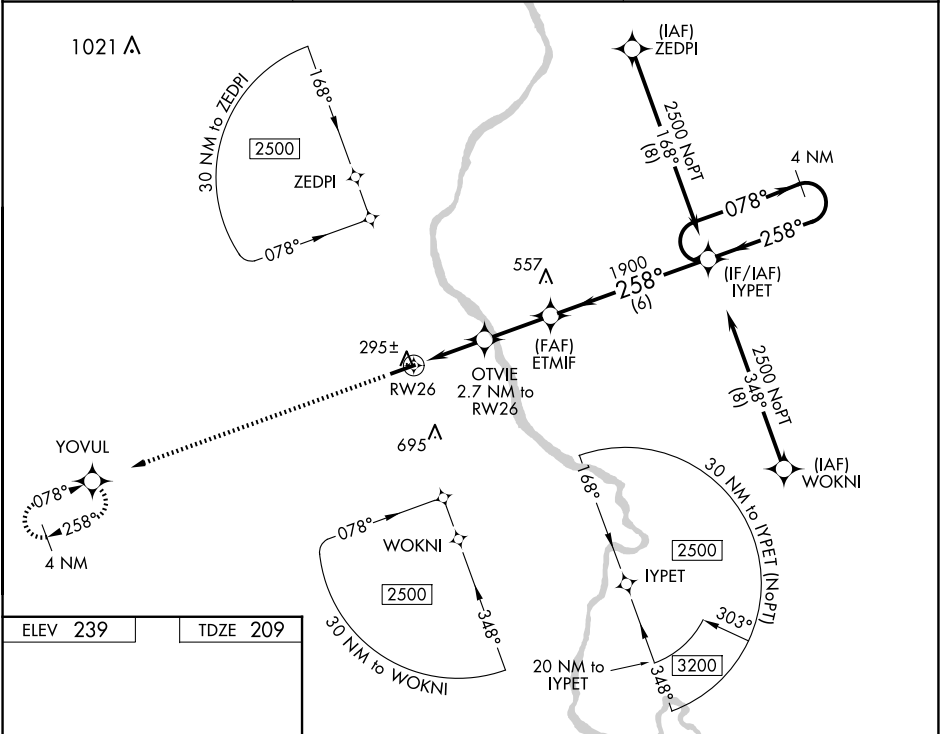 1021
(IAF)
ZEDPI
30 NM to ZEDPI
168°
2500
ZEDPI
078°
2500 NoPT
168°
(8)
4 NM
078°
258°
(IF/IAF)
IYPET
557
1900
258°
(6)
(FAF)
ETMIF
295±
RW26
OTVIE
2.7 NM to
RW26
695
2500 NoPT
348°
(8)
(IAF)
WOKNI
YOVUL
078°
258°
4 NM
078°
WOKNI
2500
348°
30 NM to WOKNI
168°
30 NM to IYPET (NoPT)
2500
IYPET
303°
20 NM to
IYPET
3200
348°
ELEV 239
TDZE 209